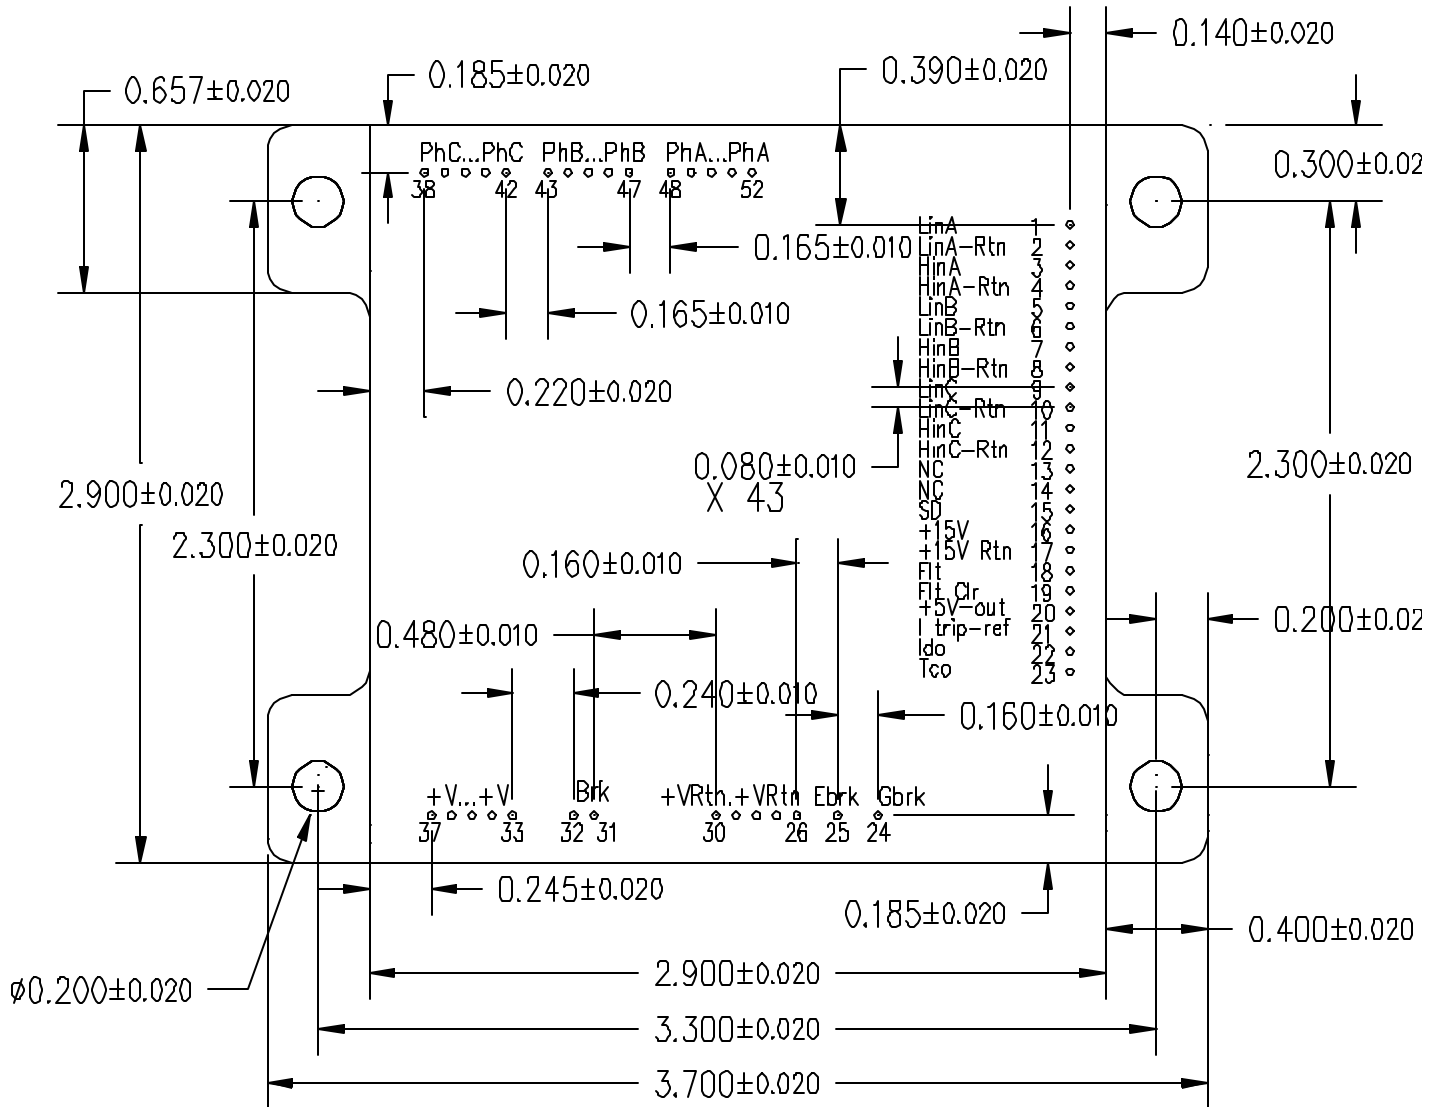 0.140±0.020
0.185±0.020
0.390±0.020
0.657±0.020
PhC...PhC PhB...PhB PhA...PhA
0.300±0.02
38 42 43 47 48 52
LinA 1
0.165±0.010
LinA-Rtn 2
HinA 3
HinA-Rtn 4
LinB 5
0.165±0.010
LinB-Rtn 6
HinB 7
HinB-Rtn 8
0.220±0.020
LinC 9
LinC-Rtn 10
HinC 11
HinC-Rtn 12
0.080±0.010
2.300±0.020
NC 13
2.900±0.020
X 43
NC 14
SD 15
+15V 16
2.300±0.020
+15V Rtn 17
0.160±0.010
Flt 18
Flt Clr 19
+5V-out 20
0.200±0.02
I trip-ref 21
0.480±0.010
Ido 22
Tco 23
0.240±0.010
0.160±0.010
+V...+V Brk +VRtn.+VRtn Ebrk Gbrk
37 33 32 31 30 26 25 24
0.245±0.020
0.185±0.020
0.400±0.020
2.900±0.020
ø0.200±0.020
3.300±0.020
3.700±0.020